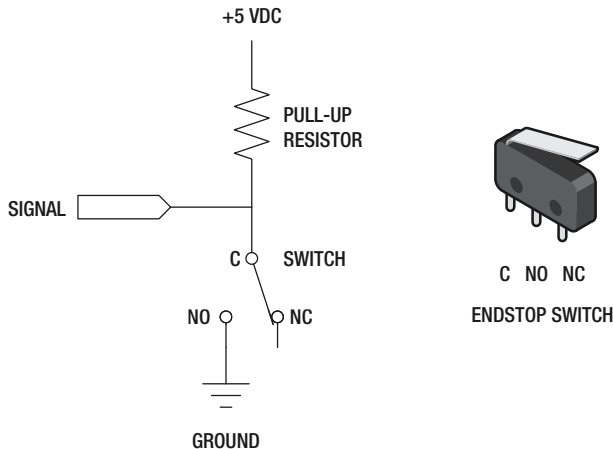 +5 VDC
PULL-UP
RESISTOR
SIGNAL
C
SWITCH
NO
NC
GROUND
C NO NC
ENDSTOP SWITCH